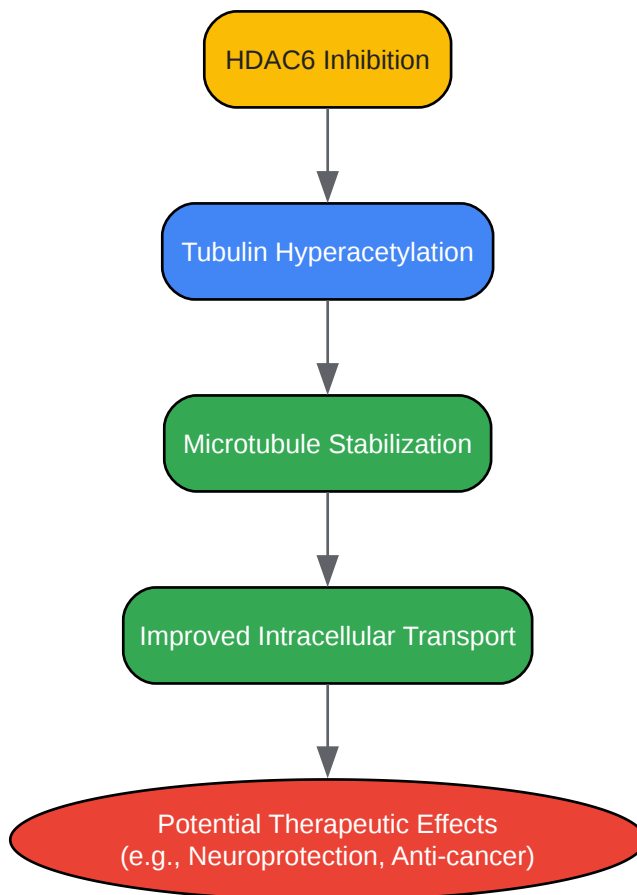 HDAC6 Inhibition
Tubulin Hyperacetylation
Microtubule Stabilization
Improved Intracellular Transport
Potential Therapeutic Effects
(e.g., Neuroprotection, Anti-cancer)